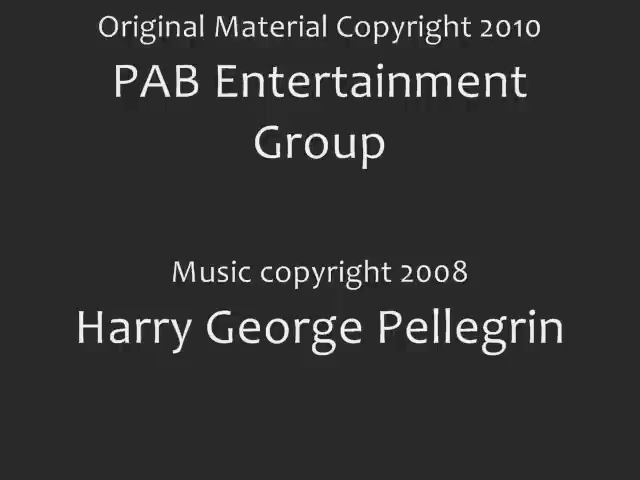 Original Material Copyright 2010
PAB Entertainment
Group
Music copyright 2008
Harry George Pellegrin